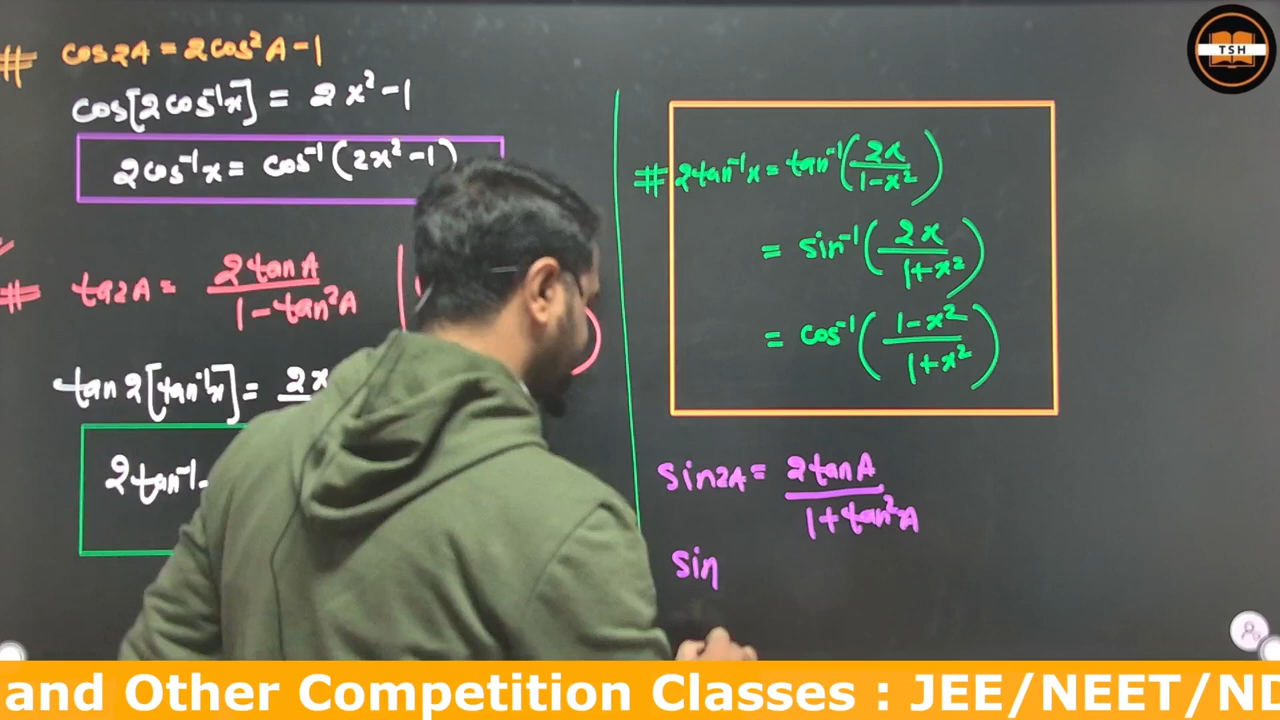 # cos2A = 2cos²A - 1
cos[2cos⁻¹x] = 2x² - 1
2cos⁻¹x = cos⁻¹(2x² - 1)
# ta2A = 2tanA / 1 - tan²A
tan2[tan⁻¹x] = 2x
2tan⁻¹
# 2tan⁻¹x = tan⁻¹(2x / 1-x²)
= sin⁻¹(2x / 1+x²)
= cos⁻¹(1-x² / 1+x²)
sin2A = 2tanA / 1+tan²A
sin
TSH
and Other Competition Classes : JEE/NEET/ND